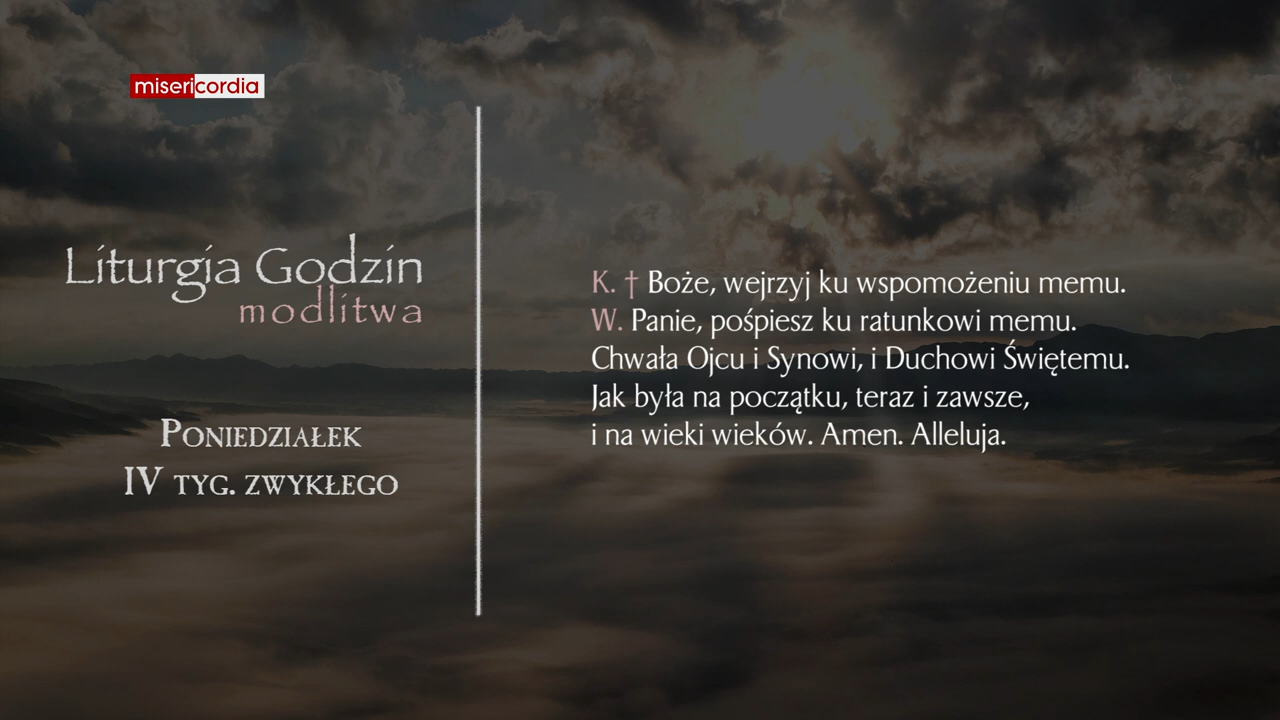 misericordia
Liturgia Godzin
modlitwa
Poniedziałek
IV tyg. zwykłego
K. † Boże, wejrzyj ku wspomożeniu memu.
W. Panie, pośpiesz ku ratunkowi memu.
Chwała Ojcu i Synowi, i Duchowi Świętemu.
Jak była na początku, teraz i zawsze,
i na wieki wieków. Amen. Alleluja.